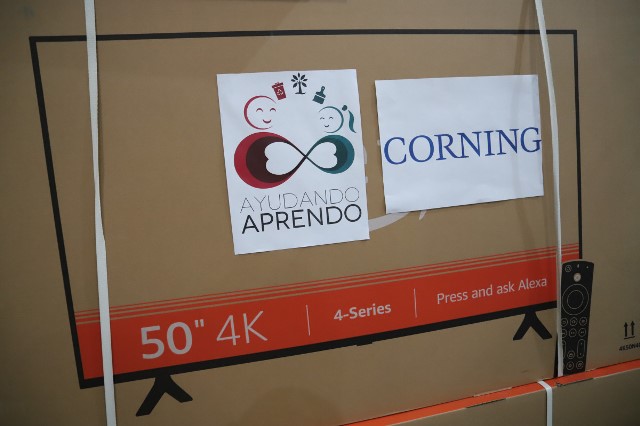 AYUDANDO
APRENDO
CORNING
50" 4K
4-Series
Press and ask Alexa